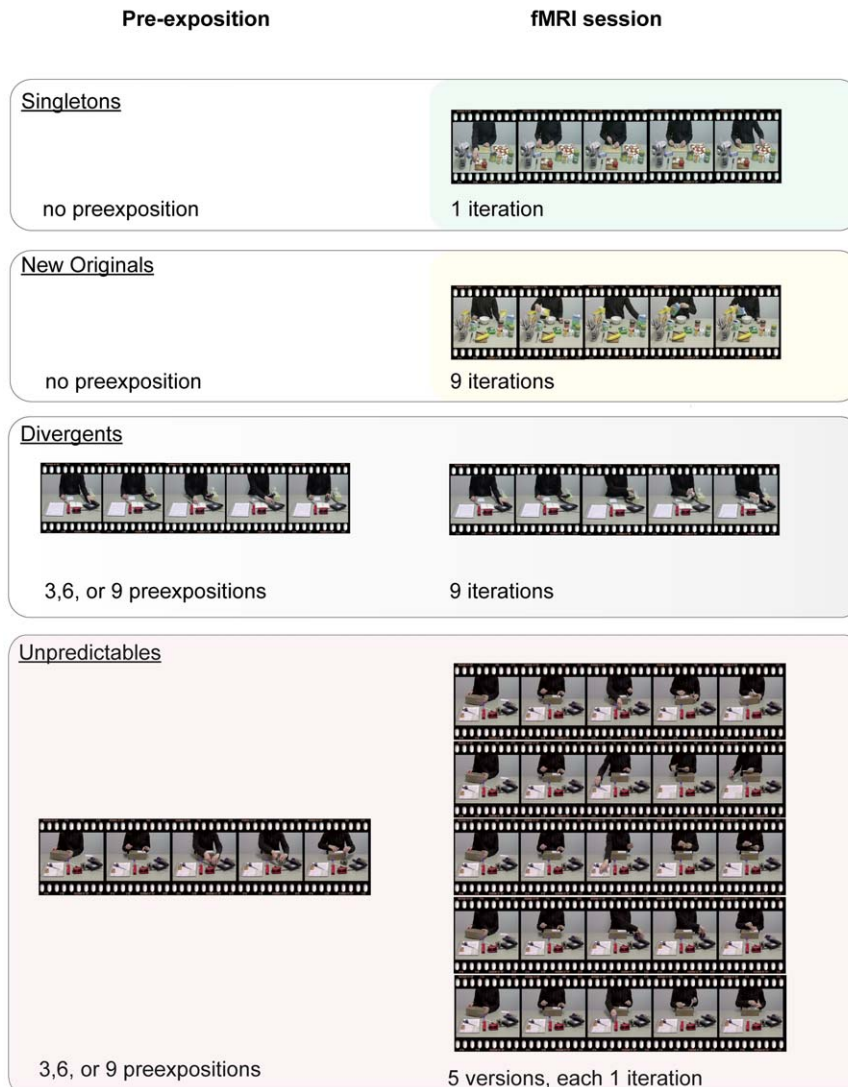 Pre-exposition fMRI session
Singletons
no preexposition 1 iteration
New Originals
no preexposition 9 iterations
Divergents
3,6, or 9 preexpositions 9 iterations
Unpredictables
3,6, or 9 preexpositions 5 versions, each 1 iteration